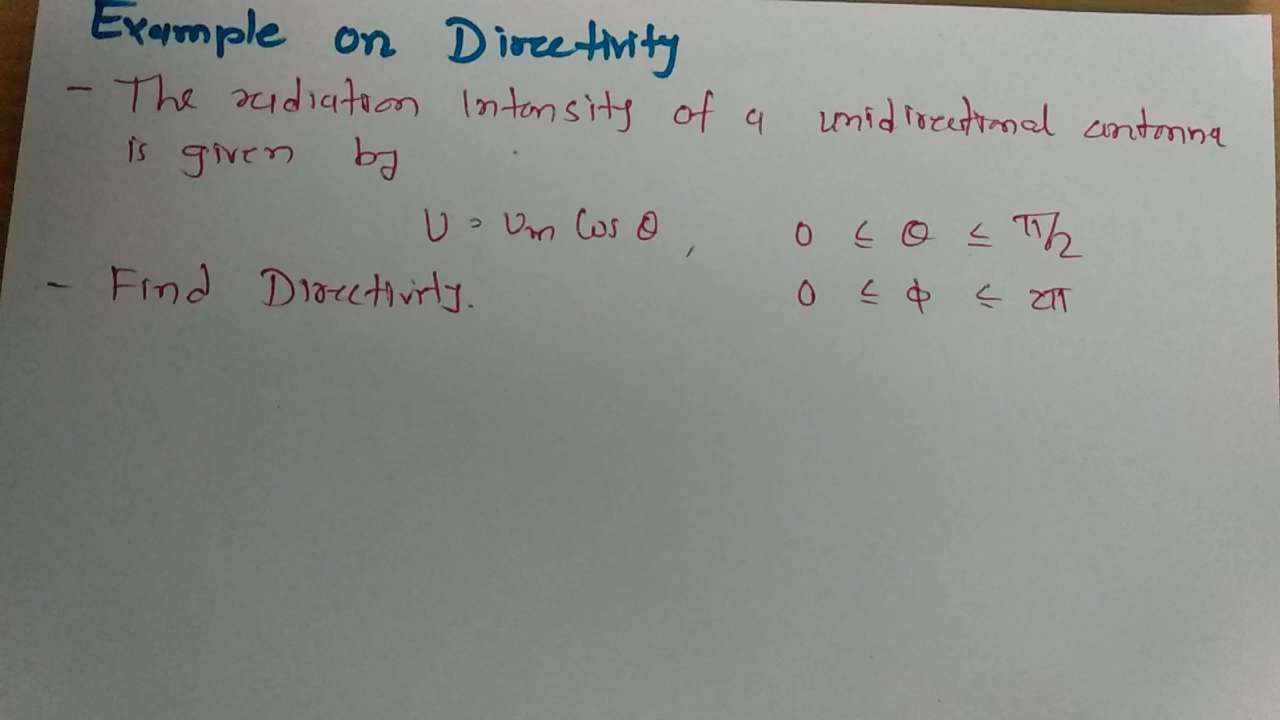 Example on Directivity
- The radiation Intensity of a unidirectional antenna
is given by
U = Um Cos θ, 0 ≤ θ ≤ π/2
- Find Directivity. 0 ≤ φ ≤ 2π